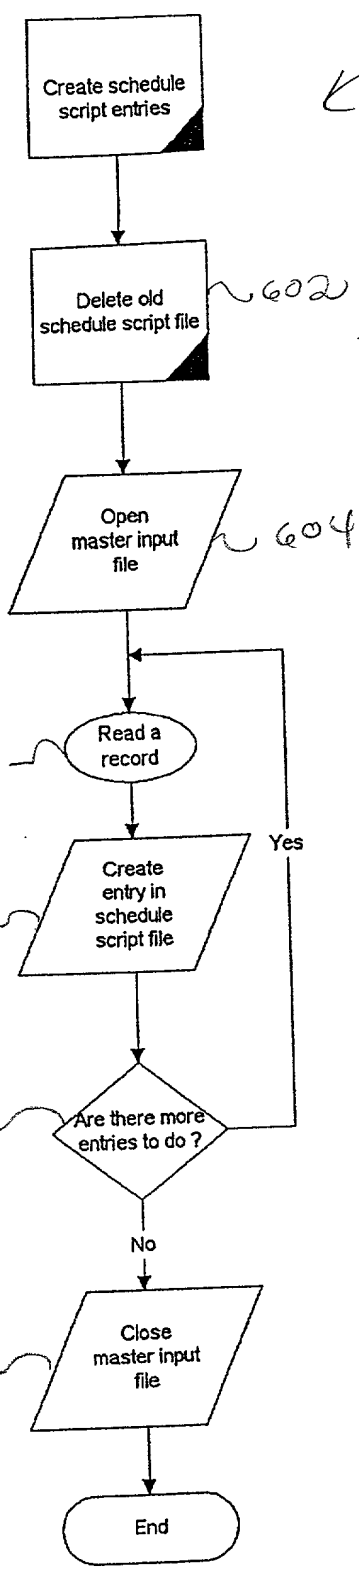 Create schedule
script entries
Delete old
schedule script file
602
Open
master input
file
604
Read a
record
Create
entry in
schedule
script file
Yes
Are there more
entries to do ?
No
Close
master input
file
End